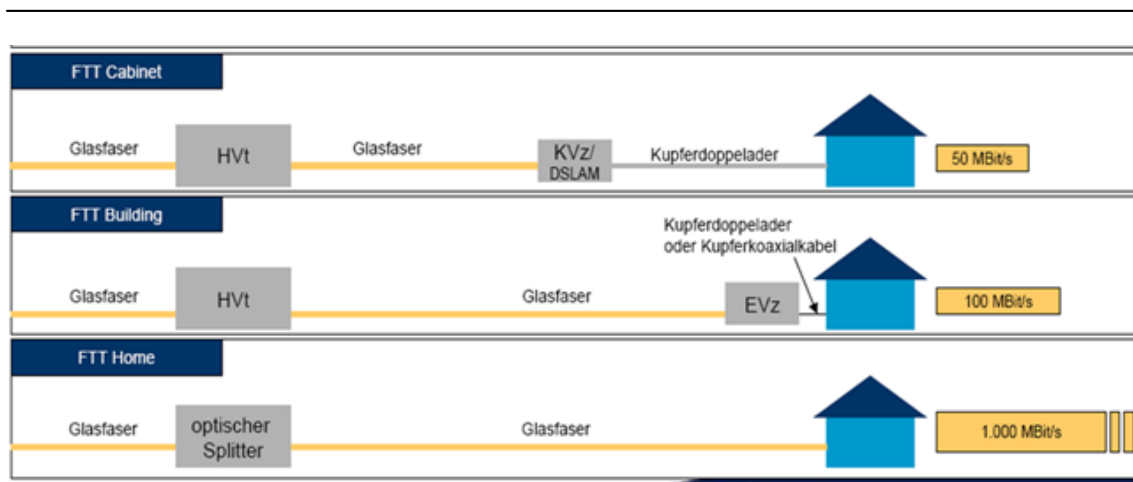 FTT Cabinet
Glasfaser
HVt
Glasfaser
KVz/
DSLAM
Kupferdoppelader
50 MBit/s
FTT Building
Glasfaser
HVt
Glasfaser
EVz
Kupferdoppelader
oder Kupferkoaxialkabel
100 MBit/s
FTT Home
Glasfaser
optischer
Splitter
Glasfaser
1.000 MBit/s